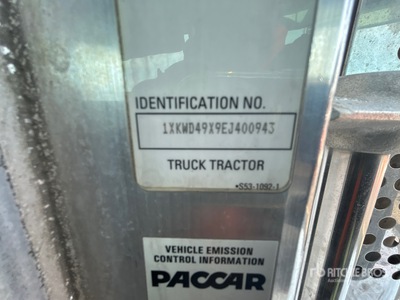 IDENTIFICATION NO.
1XKWD49X9EJ400943
TRUCK TRACTOR
•S53-1092-1
VEHICLE EMISSION
CONTROL INFORMATION
PACCAR
RITCHIE BROS